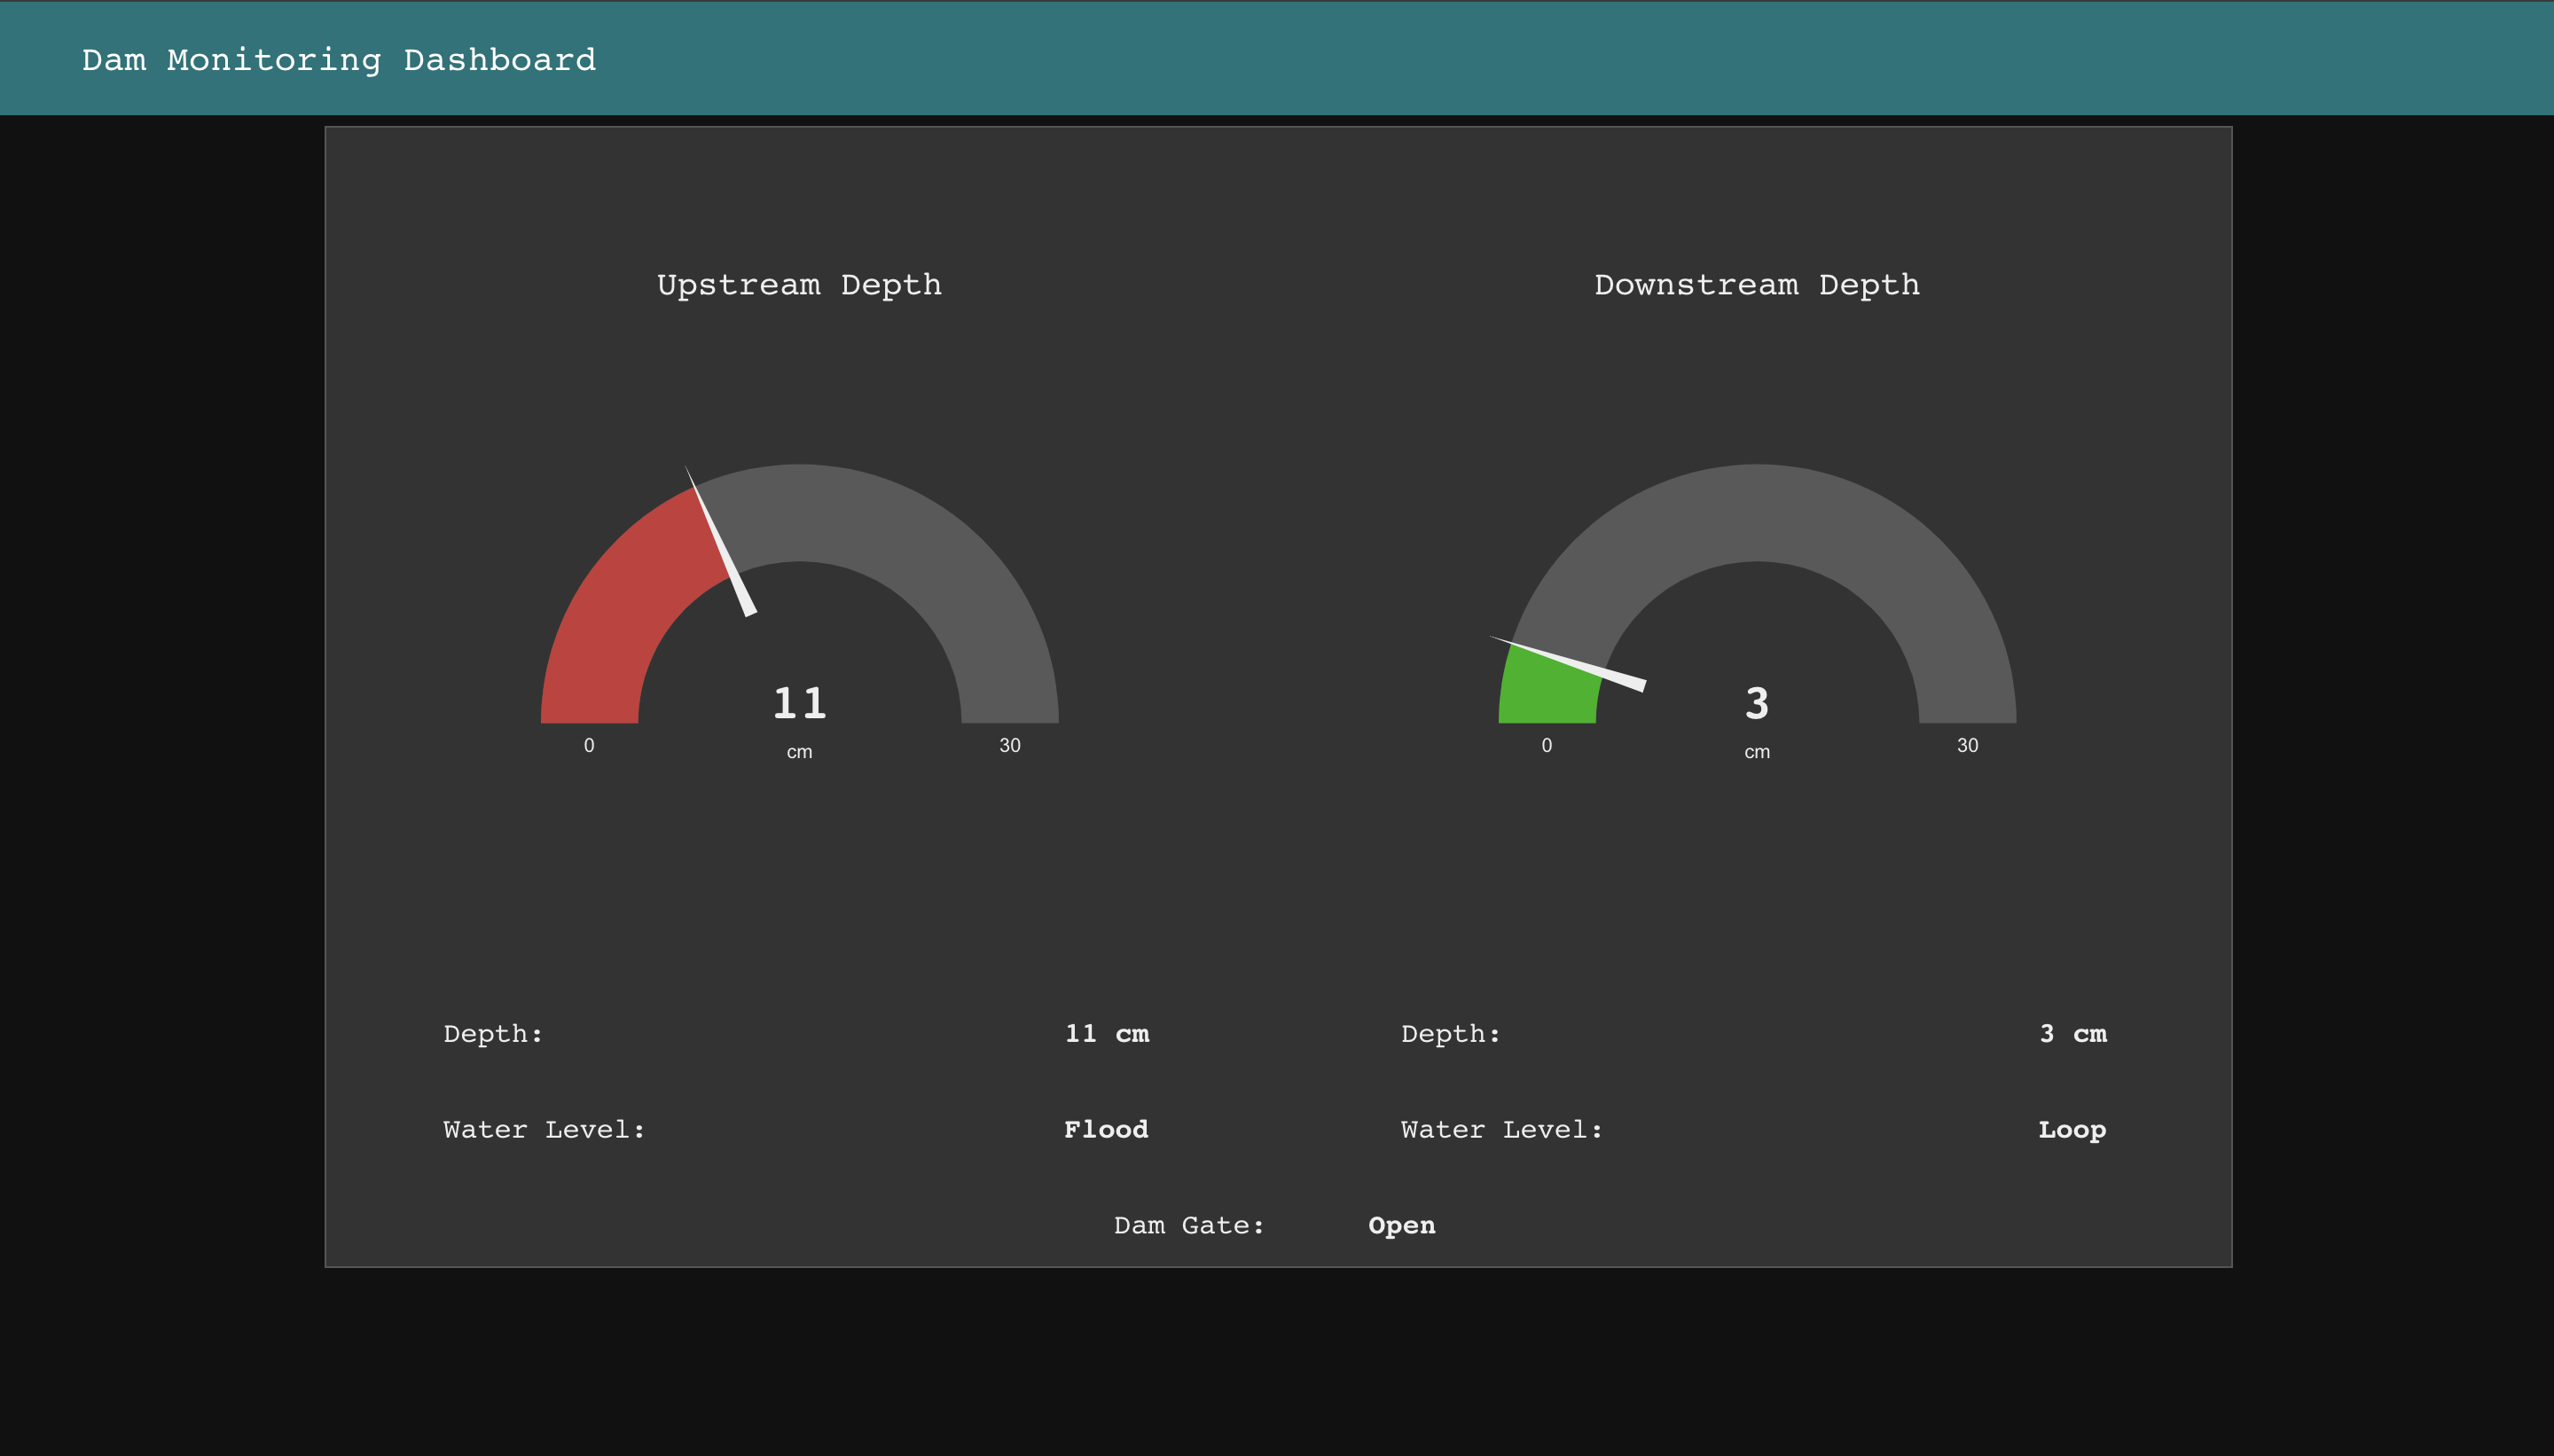 Dam Monitoring Dashboard
Upstream Depth
Downstream Depth
11
cm
0
30
3
cm
0
30
Depth: 11 cm
Depth: 3 cm
Water Level: Flood
Water Level: Loop
Dam Gate: Open